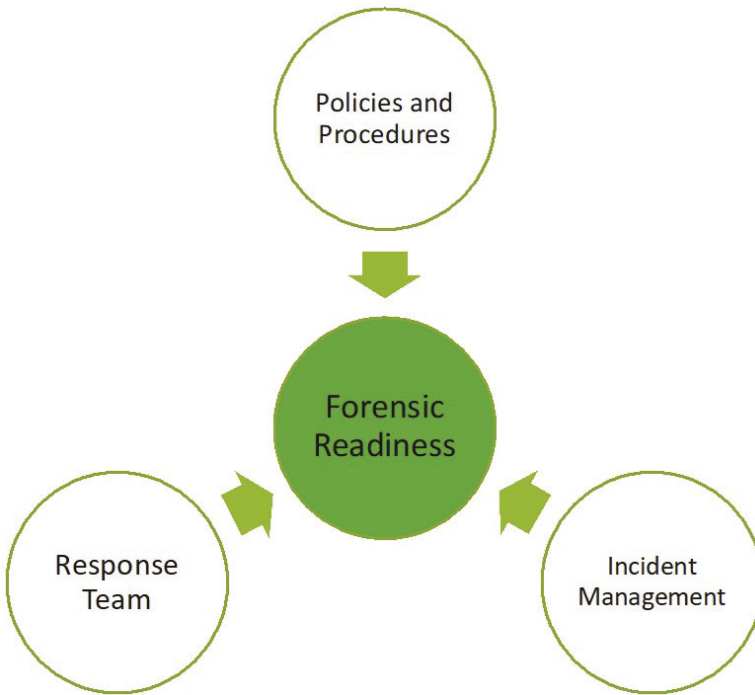 Policies and
Procedures
Forensic
Readiness
Response
Team
Incident
Management